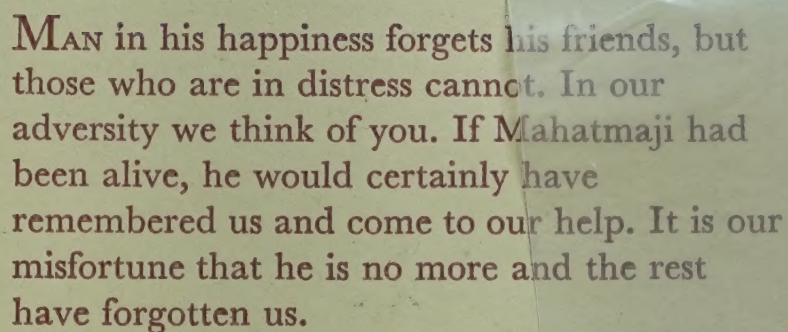 MAN in his happiness forgets his friends, but
those who are in distress cannot. In our
adversity we think of you. If Mahatmaji had
been alive, he would certainly have
remembered us and come to our help. It is our
misfortune that he is no more and the rest
have forgotten us.